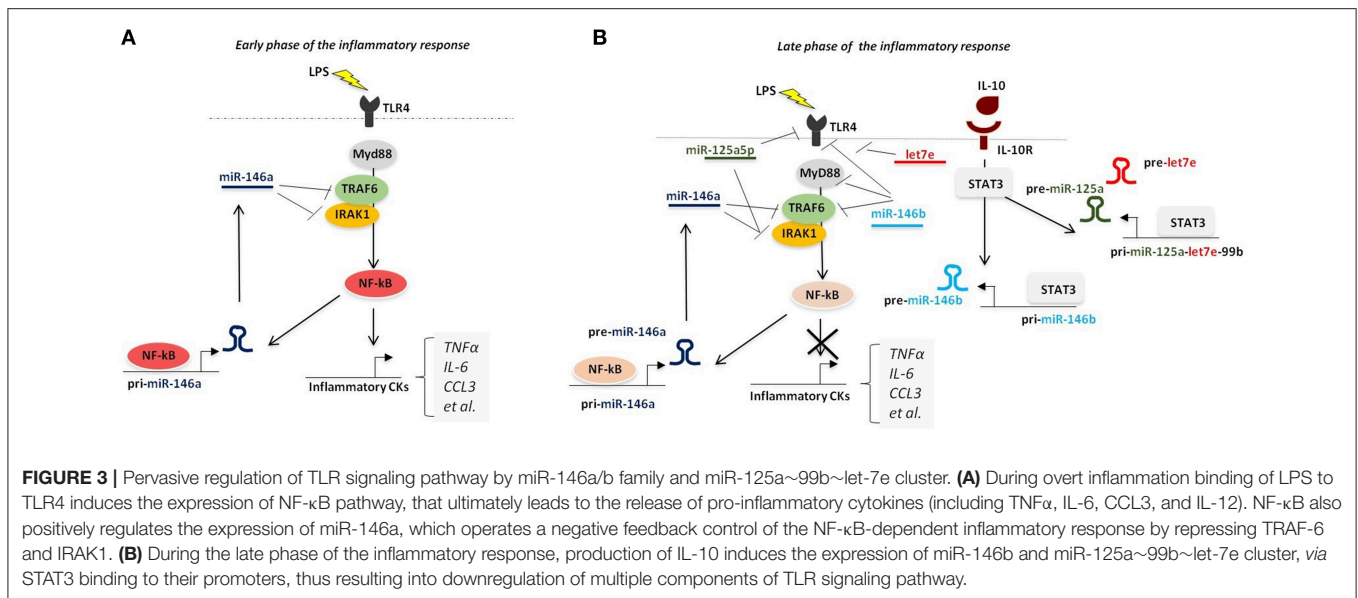 A
Early phase of the inflammatory response
LPS
TLR4
Myd88
TRAF6
IRAK1
miR-146a
NF-kB
NF-kB
pri-miR-146a
Inflammatory CKs
TNFα
IL-6
CCL3
et al.
B
Late phase of the inflammatory response
LPS
TLR4
IL-10
IL-10R
miR-125a5p
let7e
MyD88
miR-146a
TRAF6
IRAK1
miR-146b
STAT3
pre-let7e
pre-miR-125a
STAT3
pri-miR-125a-let7e-99b
NF-kB
pre-miR-146b
STAT3
pri-miR-146b
pre-miR-146a
NF-kB
pri-miR-146a
Inflammatory CKs
TNFα
IL-6
CCL3
et al.
FIGURE 3 | Pervasive regulation of TLR signaling pathway by miR-146a/b family and miR-125a~99b~let-7e cluster. (A) During overt inflammation binding of LPS to
TLR4 induces the expression of NF-κB pathway, that ultimately leads to the release of pro-inflammatory cytokines (including TNFα, IL-6, CCL3, and IL-12). NF-κB also
positively regulates the expression of miR-146a, which operates a negative feedback control of the NF-κB-dependent inflammatory response by repressing TRAF-6
and IRAK1. (B) During the late phase of the inflammatory response, production of IL-10 induces the expression of miR-146b and miR-125a~99b~let-7e cluster, via
STAT3 binding to their promoters, thus resulting into downregulation of multiple components of TLR signaling pathway.